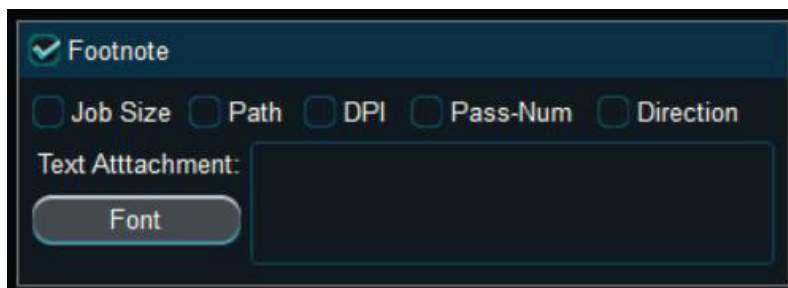 Footnote
Job Size Path DPI Pass-Num Direction
Text Atttachment:
Font